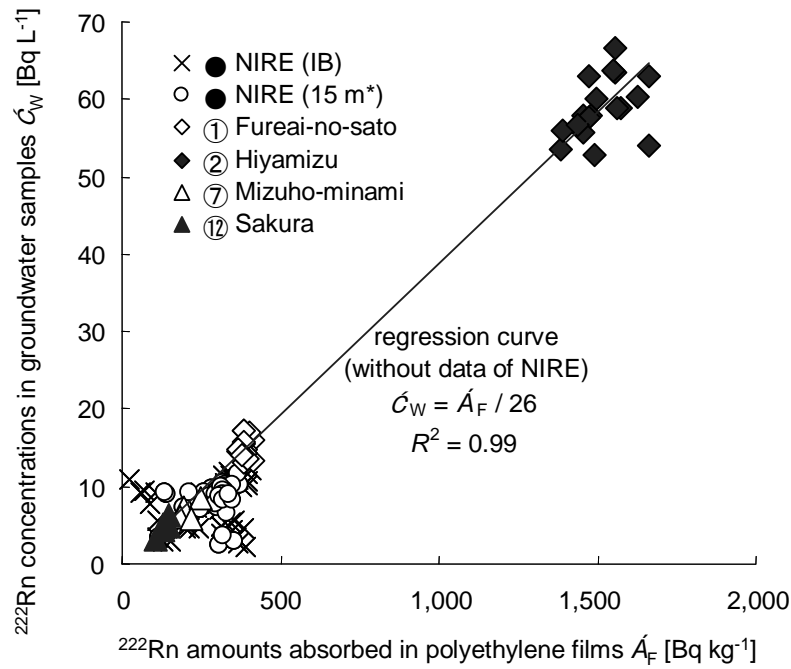 ²²²Rn concentrations in groundwater samples Ć_W [Bq L⁻¹]
70
60
50
40
30
20
10
0
NIRE (IB)
NIRE (15 m*)
① Fureai-no-sato
② Hiyamizu
⑦ Mizuho-minami
⑫ Sakura
regression curve
(without data of NIRE)
Ć_W = Á_F / 26
R² = 0.99
0 500 1,000 1,500 2,000
²²²Rn amounts absorbed in polyethylene films Á_F [Bq kg⁻¹]